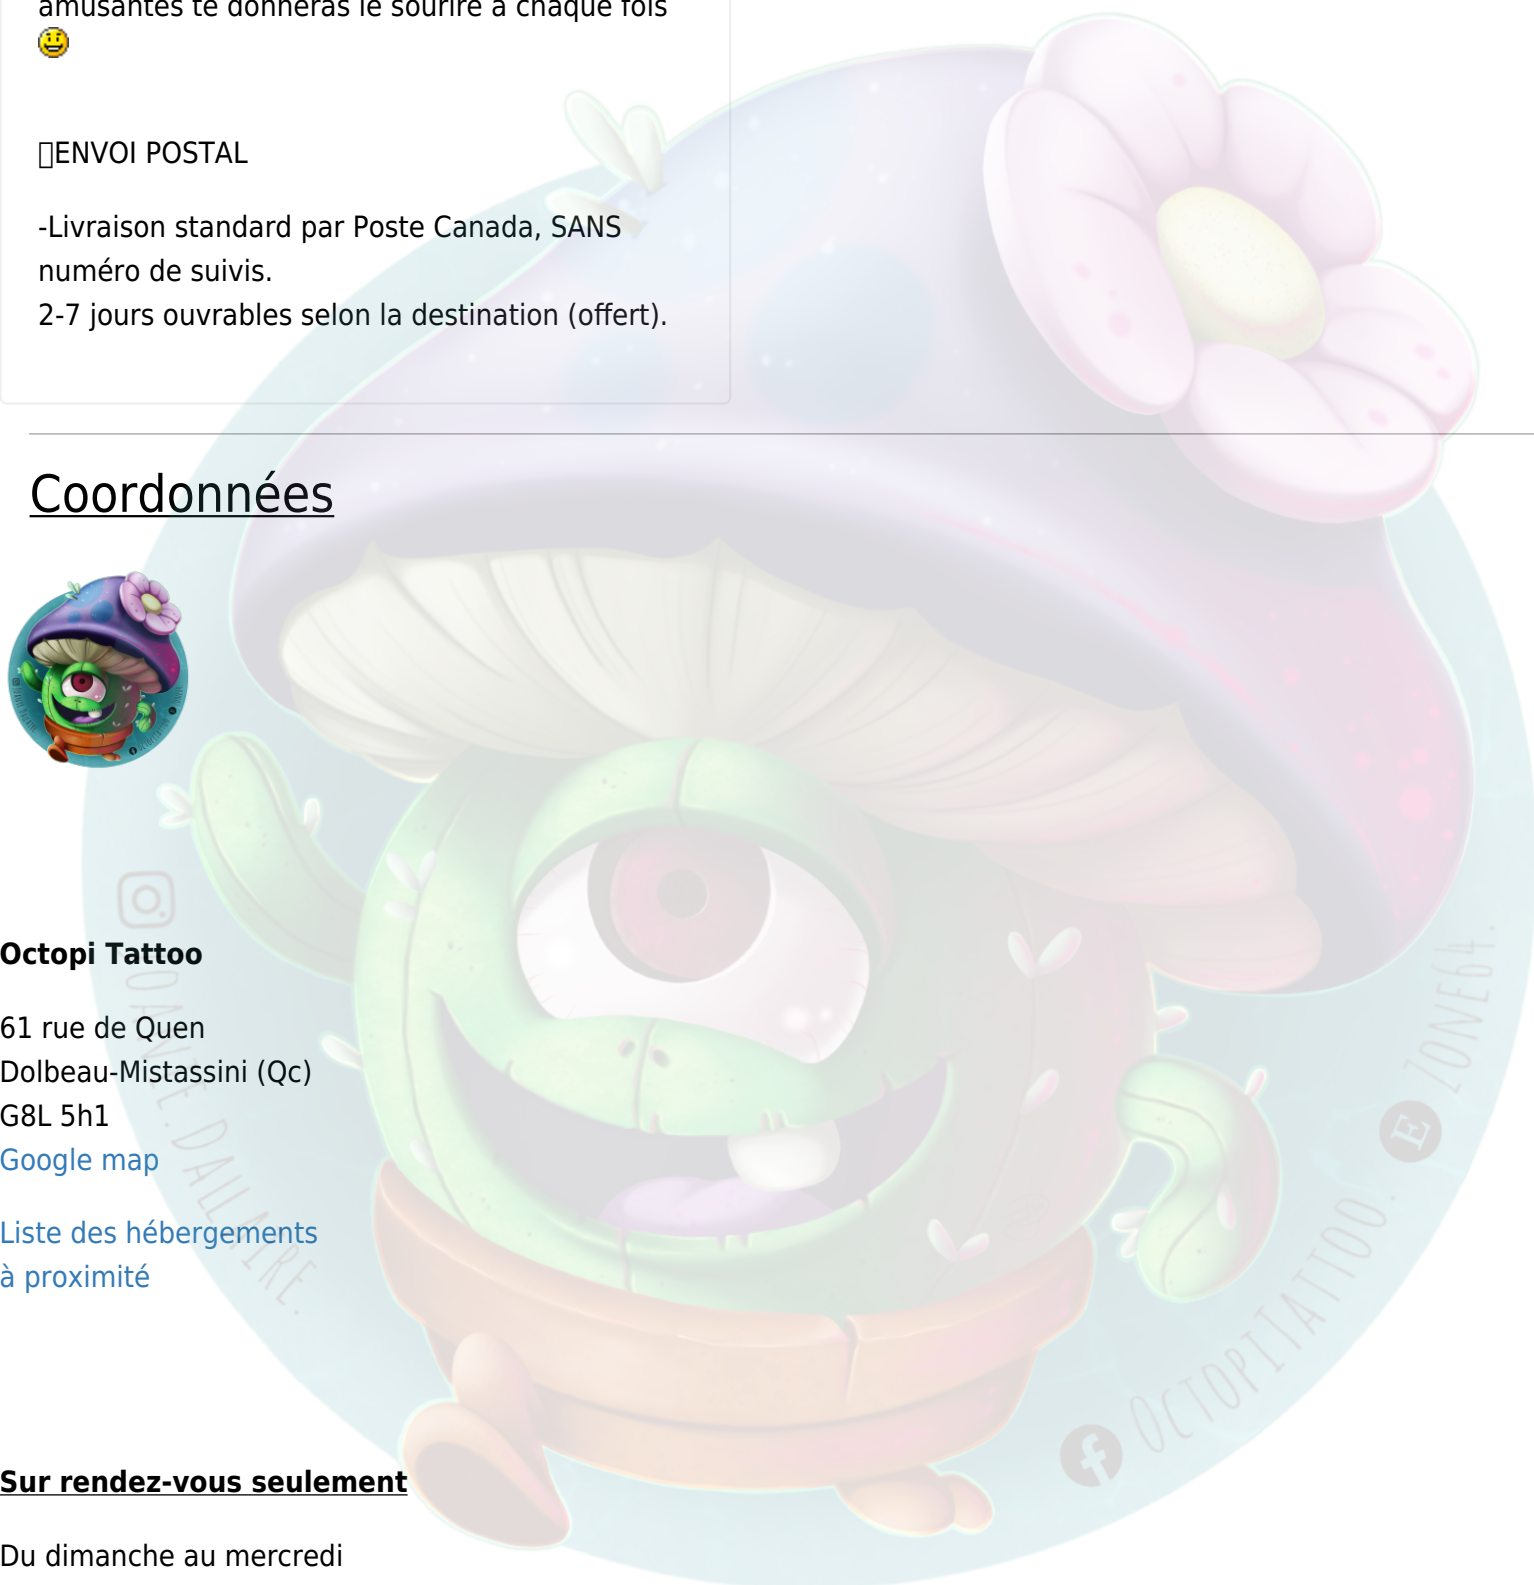 amusantes te donneras le sourire à chaque fois
ENVOI POSTAL
-Livraison standard par Poste Canada, SANS
numéro de suivis.
2-7 jours ouvrables selon la destination (offert).
Coordonnées
Octopi Tattoo
61 rue de Quen
Dolbeau-Mistassini (Qc)
G8L 5h1
Google map
Liste des hébergements
à proximité
Sur rendez-vous seulement
Du dimanche au mercredi
OCTOPITATTOO.
ZONE64.